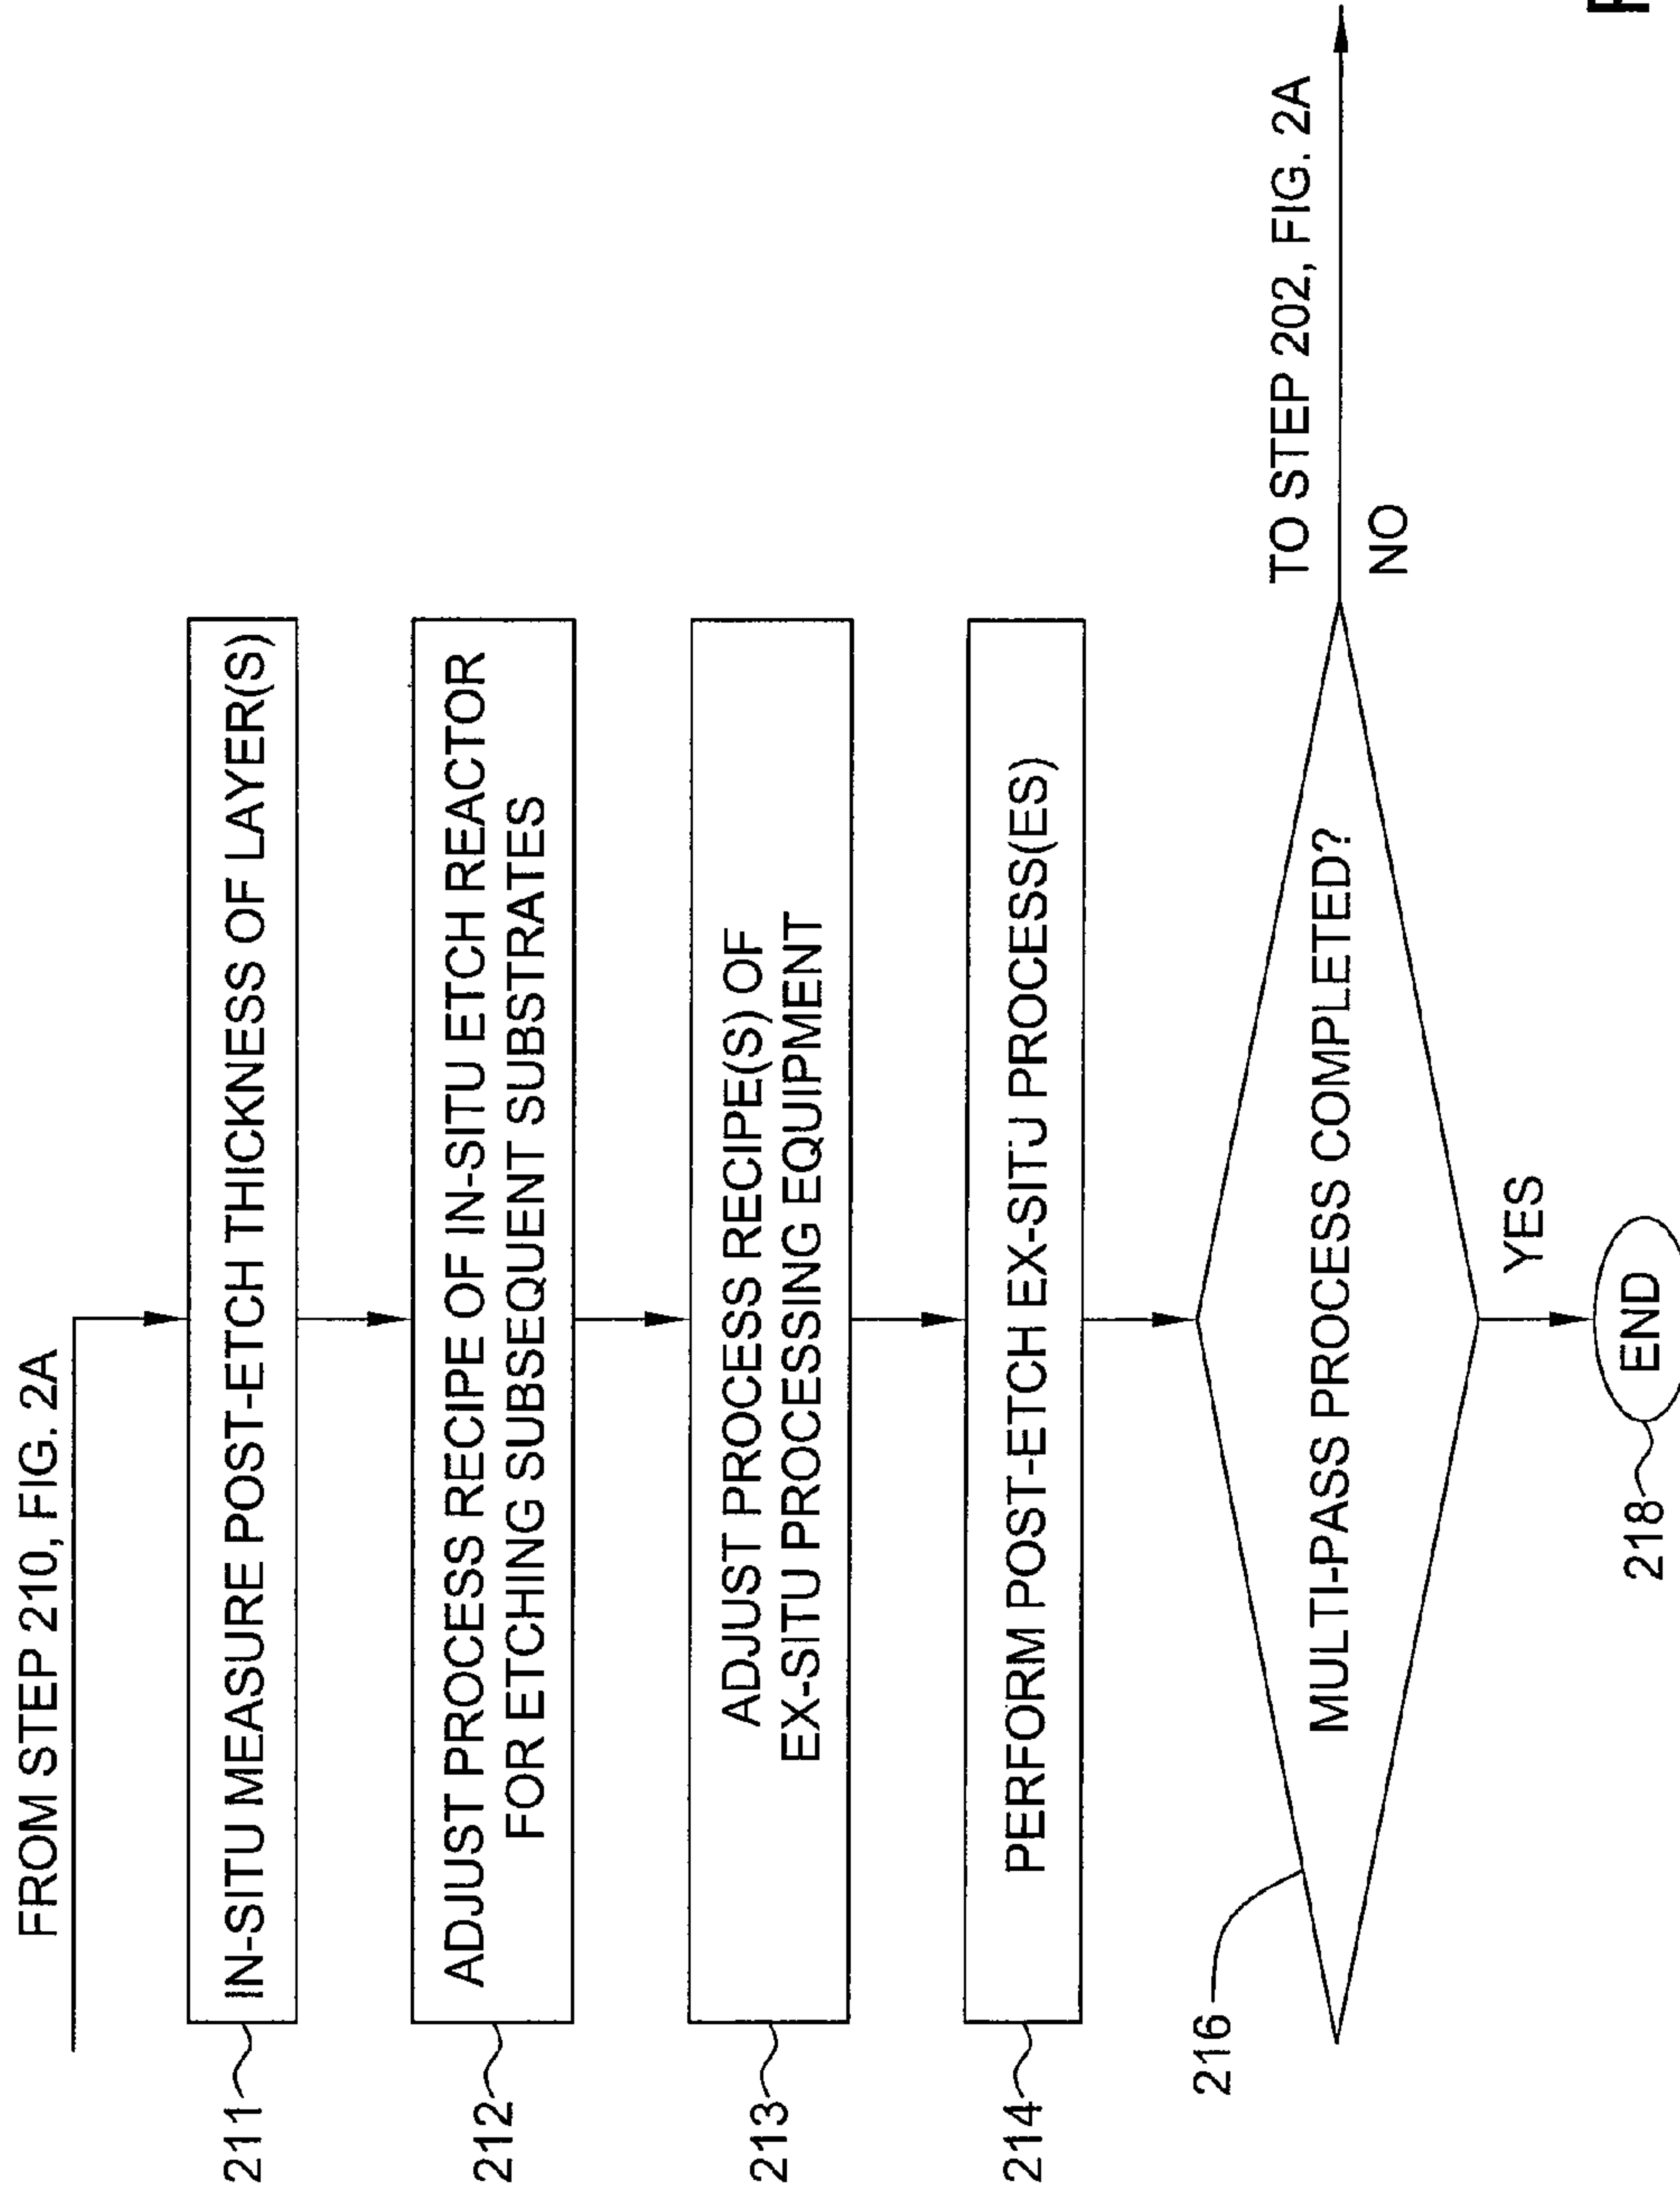 FROM STEP 210, FIG. 2A
211
IN-SITU MEASURE POST-ETCH THICKNESS OF LAYER(S)
212
ADJUST PROCESS RECIPE OF IN-SITU ETCH REACTOR
FOR ETCHING SUBSEQUENT SUBSTRATES
213
ADJUST PROCESS RECIPE(S) OF
EX-SITU PROCESSING EQUIPMENT
214
PERFORM POST-ETCH EX-SITU PROCESS(ES)
216
MULTI-PASS PROCESS COMPLETED?
TO STEP 202, FIG. 2A
NO
YES
218
END